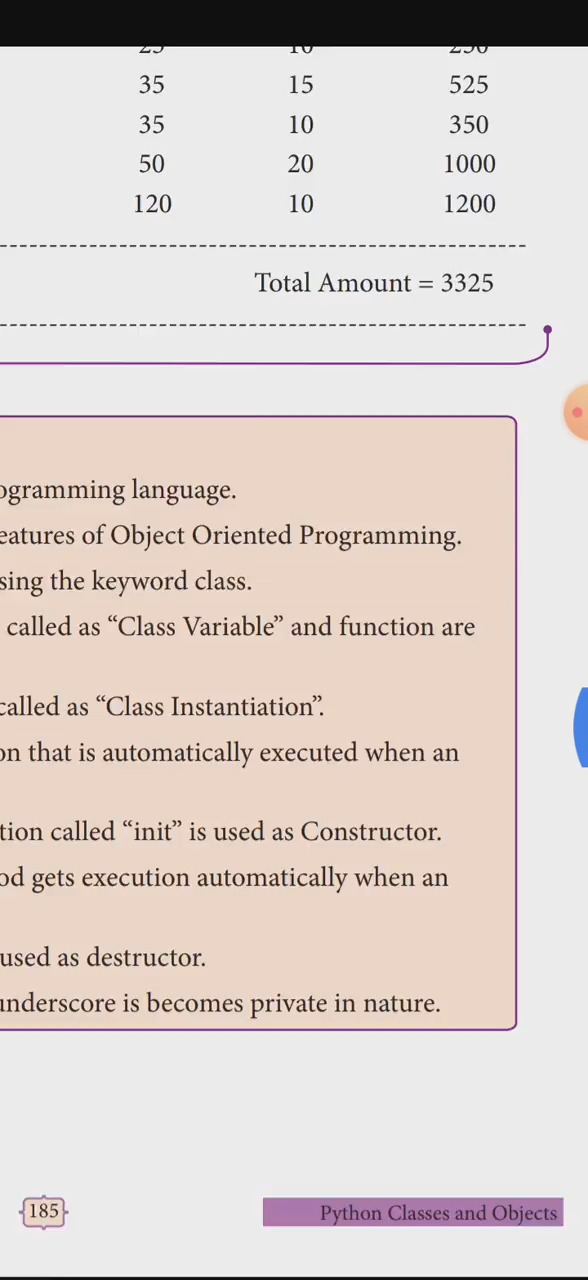 25 10 250
35 15 525
35 10 350
50 20 1000
120 10 1200
Total Amount = 3325
ogramming language.
eatures of Object Oriented Programming.
sing the keyword class.
called as “Class Variable” and function are
called as “Class Instantiation”.
on that is automatically executed when an
tion called “init” is used as Constructor.
od gets execution automatically when an
used as destructor.
underscore is becomes private in nature.
185
Python Classes and Objects